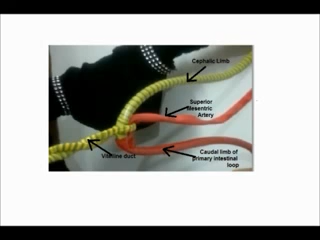 Cephalic Limb
Superior
Mesentric
Artery
Vitelline duct
Caudal limb of
primary intestinal
loop